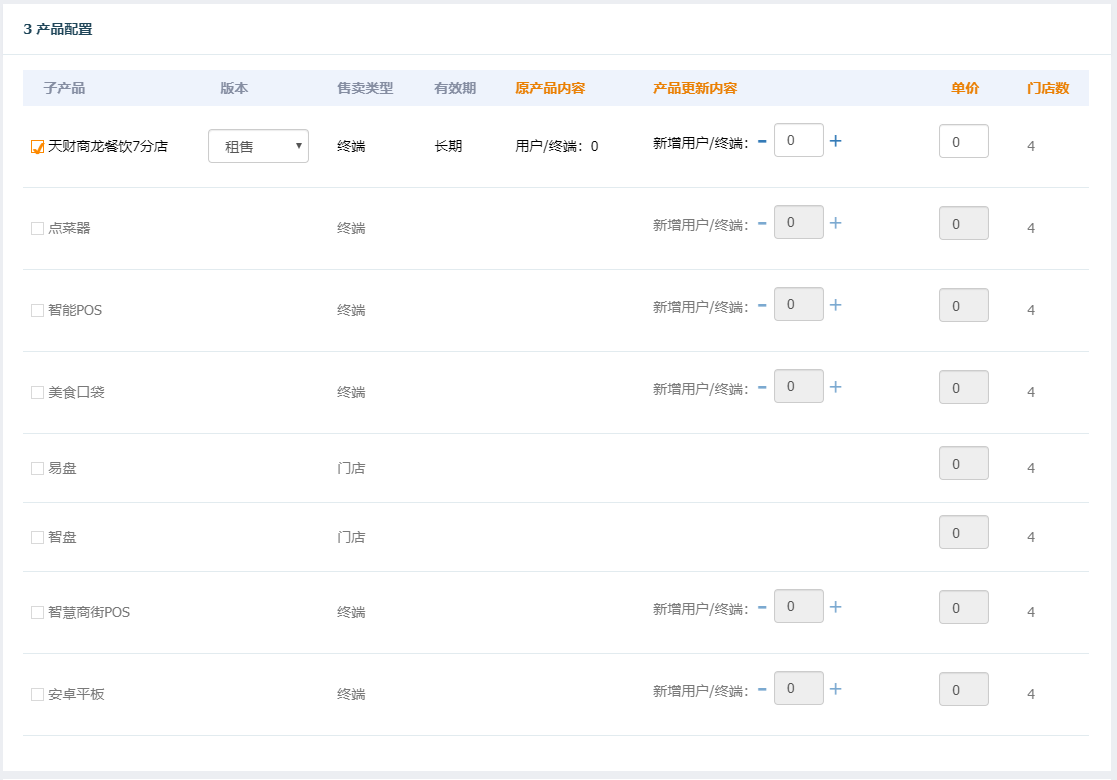 3 产品配置
子产品 版本 售卖类型 有效期 原产品内容 产品更新内容 单价 门店数
天财商龙餐饮7分店 租售 终端 长期 用户/终端：0 新增用户/终端： - 0 + 0 4
点菜器 终端 新增用户/终端： - 0 + 0 4
智能POS 终端 新增用户/终端： - 0 + 0 4
美食口袋 终端 新增用户/终端： - 0 + 0 4
易盘 门店 0 4
智盘 门店 0 4
智慧商街POS 终端 新增用户/终端： - 0 + 0 4
安卓平板 终端 新增用户/终端： - 0 + 0 4